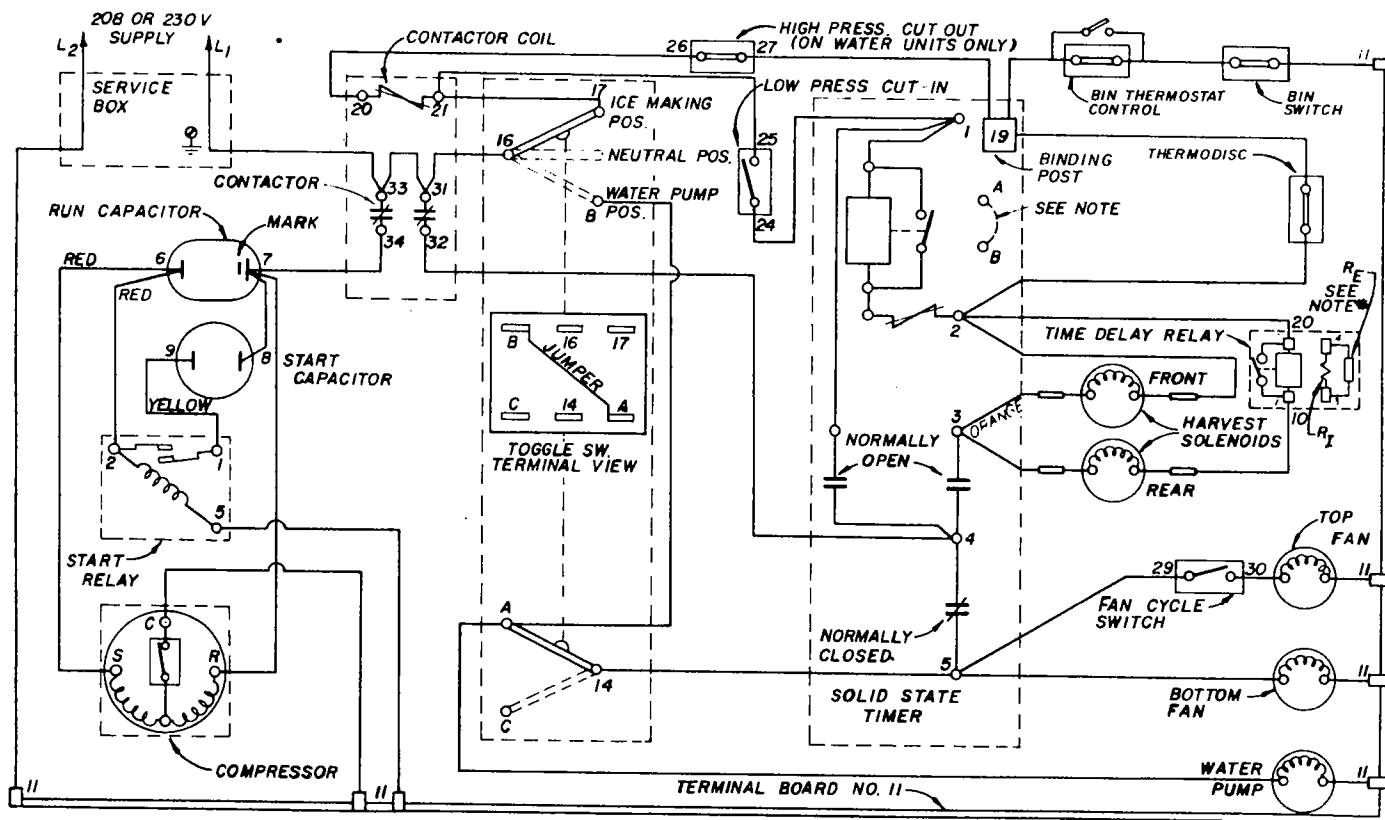 208 OR 230 V
SUPPLY
L2
L1
SERVICE
BOX
CONTACTOR COIL
26
27
HIGH PRESS. CUT OUT
(ON WATER UNITS ONLY)
11
BIN THERMOSTAT
CONTROL
BIN
SWITCH
LOW PRESS CUT-IN
20
21
17
ICE MAKING
POS.
16
NEUTRAL POS.
WATER PUMP
POS.
B
25
24
1
19
BINDING
POST
THERMODISC
A
SEE NOTE
B
CONTACTOR
33
31
34
32
RUN CAPACITOR
MARK
RED
6
7
RED
9
8
START
CAPACITOR
YELLOW
2
1
5
START
RELAY
B
16
17
JUMPER
C
14
A
TOGGLE SW.
TERMINAL VIEW
2
RE
SEE
NOTE
20
TIME DELAY RELAY
10
RI
FRONT
HARVEST
SOLENOIDS
REAR
3
ORANGE
NORMALLY
OPEN
4
TOP
FAN
29
30
11
FAN CYCLE
SWITCH
NORMALLY
CLOSED
5
A
14
C
SOLID STATE
TIMER
BOTTOM
FAN
11
C
S
R
COMPRESSOR
WATER
PUMP
11
11
11
TERMINAL BOARD NO. 11